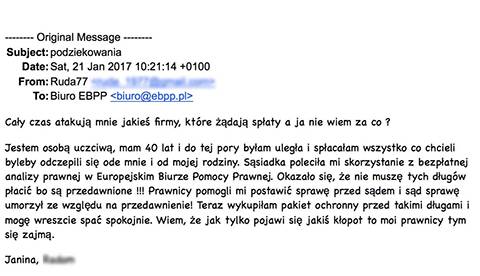 -------- Original Message --------
Subject: podziekowania
Date: Sat, 21 Jan 2017 10:21:14 +0100
From: Ruda77
To: Biuro EBPP <biuro@ebpp.pl>
Cały czas atakują mnie jakieś firmy, które żądają spłaty a ja nie wiem za co ?
Jestem osobą uczciwą, mam 40 lat i do tej pory byłam uległa i spłacałam wszystko co chcieli
byleby odczepili się ode mnie i od mojej rodziny. Sąsiadka poleciła mi skorzystanie z bezpłatnej
analizy prawnej w Europejskim Biurze Pomocy Prawnej. Okazało się, że nie muszę tych długów
płacić bo są przedawnione !!! Prawnicy pomogli mi postawić sprawę przed sądem i sąd sprawę
umorzył ze względu na przedawnienie! Teraz wykupiłam pakiet ochronny przed takimi długami i
mogę wreszcie spać spokojnie. Wiem, że jak tylko pojawi się jakiś kłopot to moi prawnicy tym
się zajmą.
Janina,